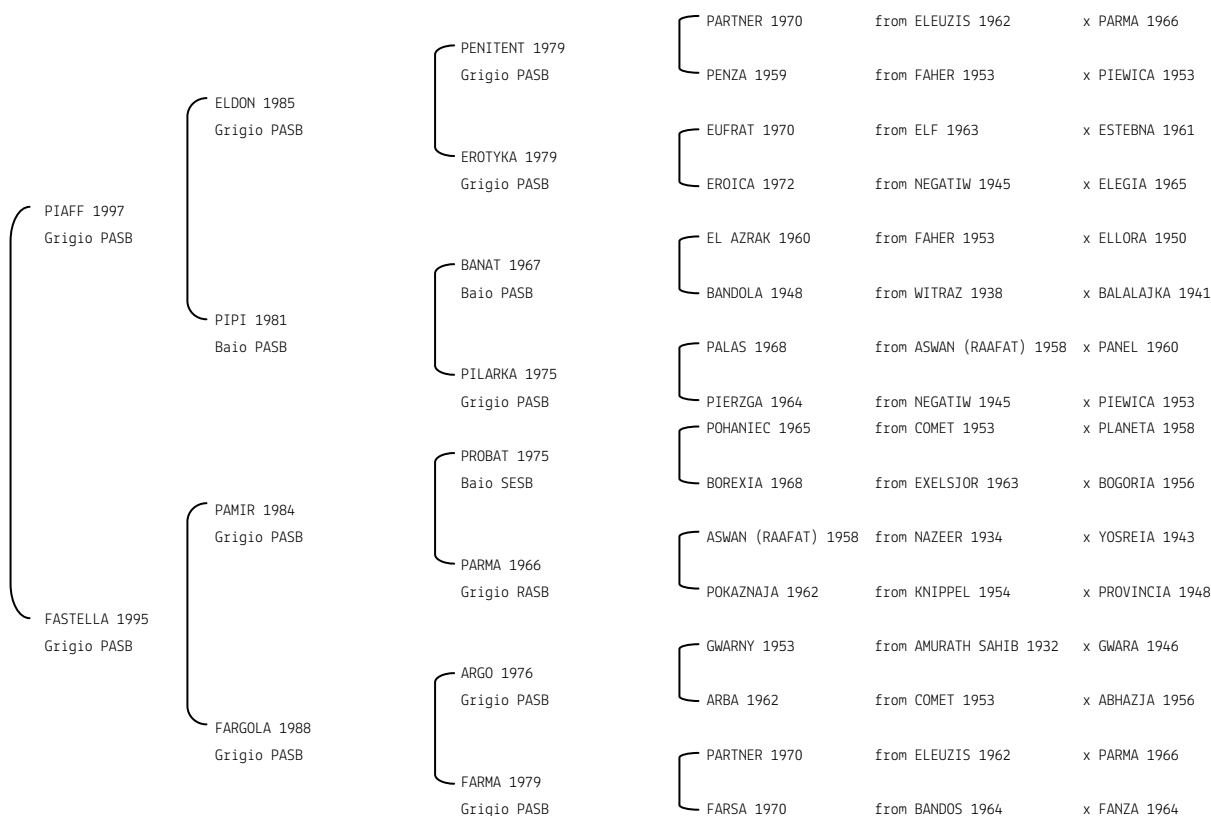 PARTNER 1970 from ELEUZIS 1962 x PARMA 1966
PENITENT 1979
Grigio PASB PENZA 1959 from FAHER 1953 x PIEWICA 1953
ELDON 1985
Grigio PASB EUFRAT 1970 from ELF 1963 x ESTEBNA 1961
EROTYKA 1979
Grigio PASB EROICA 1972 from NEGATIW 1945 x ELEGIA 1965
PIAFF 1997
Grigio PASB EL AZRAK 1960 from FAHER 1953 x ELLORA 1950
BANAT 1967
Baio PASB BANDOLA 1948 from WITRAZ 1938 x BALALAJKA 1941
PIPI 1981
Baio PASB PALAS 1968 from ASWAN (RAAFAT) 1958 x PANEL 1960
PILARKA 1975
Grigio PASB PIERZGA 1964 from NEGATIW 1945 x PIEWICA 1953
POHANIEC 1965 from COMET 1953 x PLANETA 1958
PROBAT 1975
Baio SESB BOREXIA 1968 from EXELSJOR 1963 x BOGORIA 1956
PAMIR 1984
Grigio PASB ASWAN (RAAFAT) 1958 from NAZEER 1934 x YOSREIA 1943
PARMA 1966
Grigio RASB POKAZNAJA 1962 from KNIPPEL 1954 x PROVINCIA 1948
FASTELLA 1995
Grigio PASB GWARNY 1953 from AMURATH SAHIB 1932 x GWARA 1946
ARGO 1976
Grigio PASB ARBA 1962 from COMET 1953 x ABHAZJA 1956
FARGOLA 1988
Grigio PASB PARTNER 1970 from ELEUZIS 1962 x PARMA 1966
FARMA 1979
Grigio PASB FARSA 1970 from BANDOS 1964 x FANZA 1964